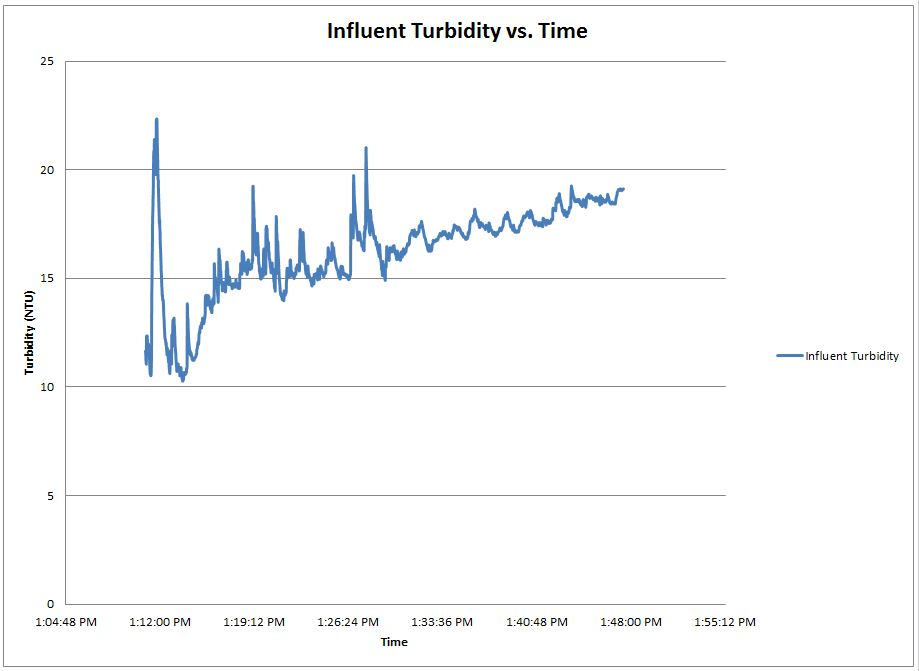 Influent Turbidity vs. Time
25
20
15
10
5
0
Turbidity (NTU)
1:04:48 PM 1:12:00 PM 1:19:12 PM 1:26:24 PM 1:33:36 PM 1:40:48 PM 1:48:00 PM 1:55:12 PM
Time
Influent Turbidity